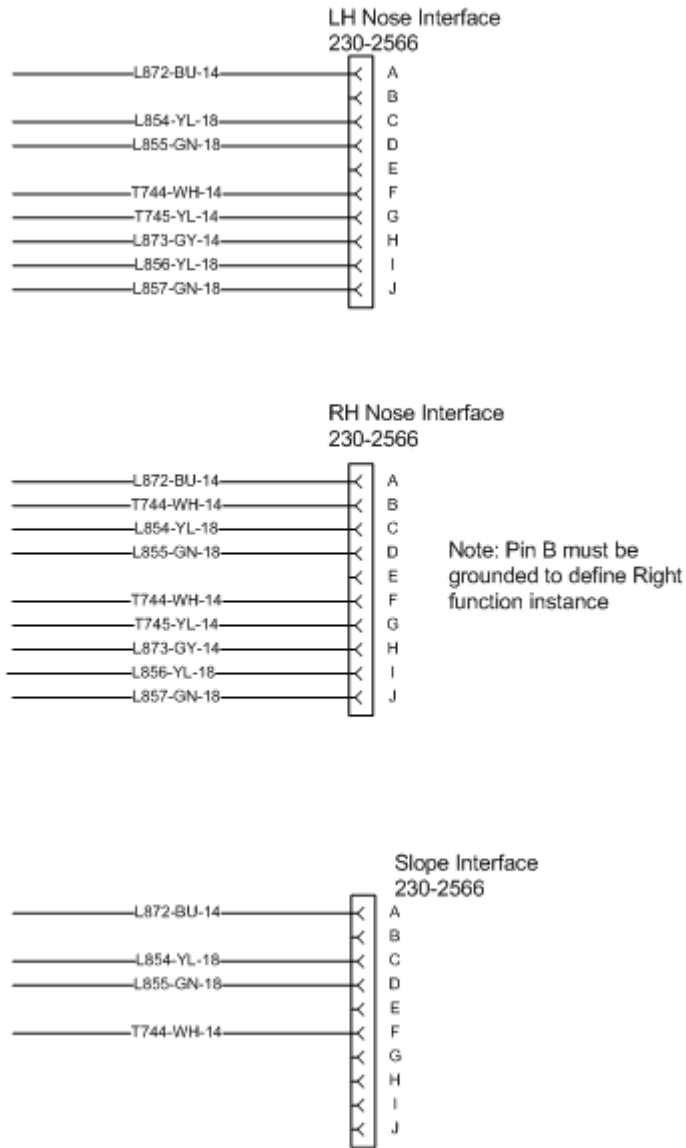 LH Nose Interface
230-2566
L872-BU-14 A
B
L854-YL-18 C
L855-GN-18 D
E
T744-WH-14 F
T745-YL-14 G
L873-GY-14 H
L856-YL-18 I
L857-GN-18 J
RH Nose Interface
230-2566
L872-BU-14 A
T744-WH-14 B
L854-YL-18 C
L855-GN-18 D
E
T744-WH-14 F
T745-YL-14 G
L873-GY-14 H
L856-YL-18 I
L857-GN-18 J
Note: Pin B must be
grounded to define Right
function instance
Slope Interface
230-2566
L872-BU-14 A
B
L854-YL-18 C
L855-GN-18 D
E
T744-WH-14 F
G
H
I
J